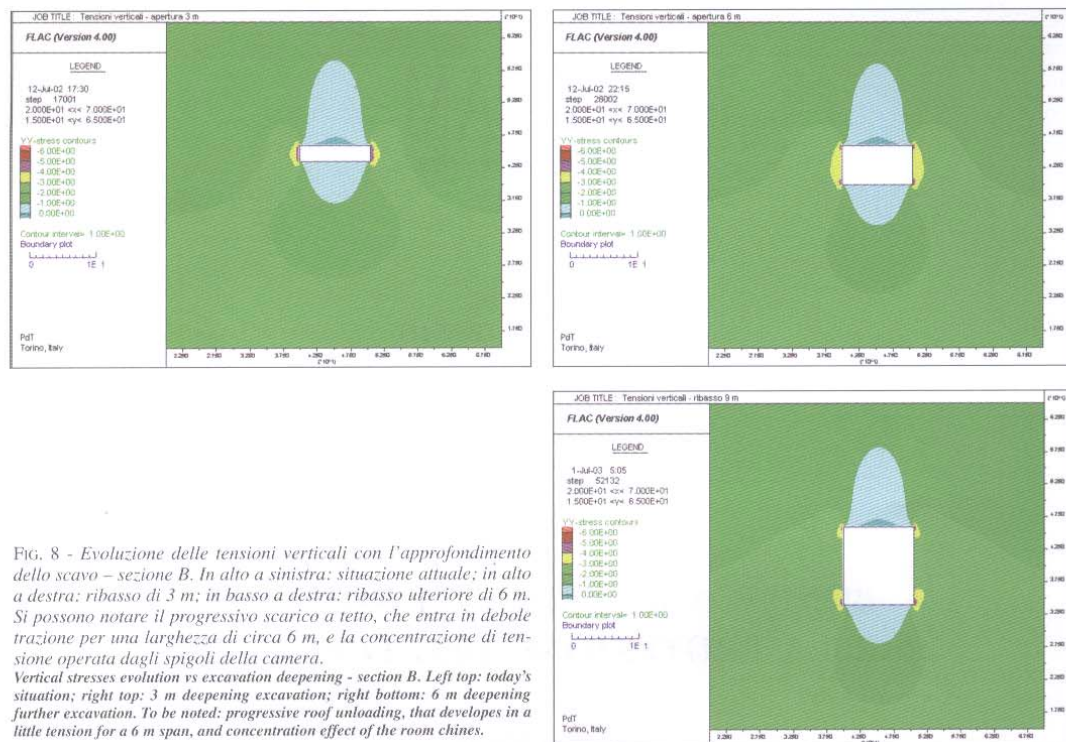 JOB TITLE : Tensioni verticali - apertura 3 m
FLAC (Version 4.00)
LEGEND
12-Jul-02 17:30
step 17001
2.000E+01 <x< 7.000E+01
1.500E+01 <y< 6.500E+01
YY-stress contours
-6.00E+00
-5.00E+00
-4.00E+00
-3.00E+00
-2.00E+00
-1.00E+00
0.00E+00
Contour interval= 1.00E+00
Boundary plot
0 1E 1
PdT
Torino, Italy
JOB TITLE : Tensioni verticali - apertura 6 m
FLAC (Version 4.00)
LEGEND
12-Jul-02 22:15
step 26002
2.000E+01 <x< 7.000E+01
1.500E+01 <y< 6.500E+01
YY-stress contours
-6.00E+00
-5.00E+00
-4.00E+00
-3.00E+00
-2.00E+00
-1.00E+00
0.00E+00
Contour interval= 1.00E+00
Boundary plot
0 1E 1
PdT
Torino, Italy
JOB TITLE : Tensioni verticali - ribasso 9 m
FLAC (Version 4.00)
LEGEND
1-Jul-03 5:05
step 52132
2.000E+01 <x< 7.000E+01
1.500E+01 <y< 6.500E+01
YY-stress contours
-6.00E+00
-5.00E+00
-4.00E+00
-3.00E+00
-2.00E+00
-1.00E+00
0.00E+00
Contour interval= 1.00E+00
Boundary plot
0 1E 1
PdT
Torino, Italy
FIG. 8 - Evoluzione delle tensioni verticali con l'approfondimento
dello scavo – sezione B. In alto a sinistra: situazione attuale; in alto
a destra: ribasso di 3 m; in basso a destra: ribasso ulteriore di 6 m.
Si possono notare il progressivo scarico a tetto, che entra in debole
trazione per una larghezza di circa 6 m, e la concentrazione di ten-
sione operata dagli spigoli della camera.
Vertical stresses evolution vs excavation deepening - section B. Left top: today's
situation; right top: 3 m deepening excavation; right bottom: 6 m deepening
further excavation. To be noted: progressive roof unloading, that developes in a
little tension for a 6 m span, and concentration effect of the room chines.